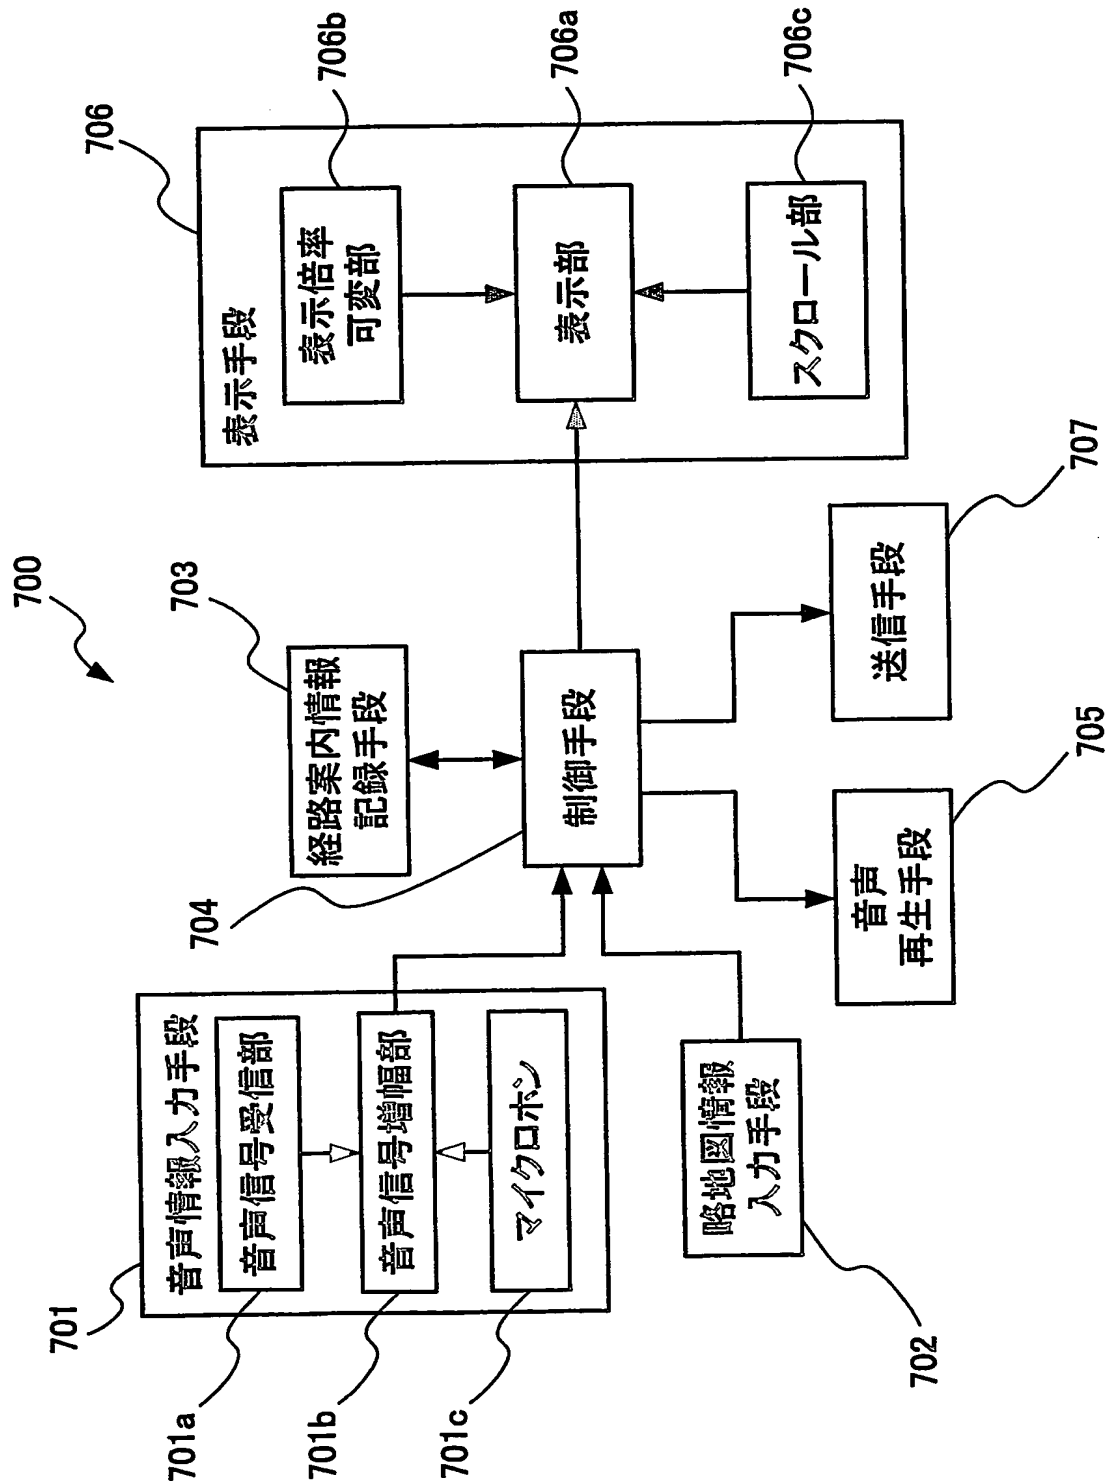 700
701
音声情報入力手段
701a
音声信号受信部
701b
音声信号増幅部
701c
マイクロホン
702
略地図情報
入力手段
703
経路案内情報
記録手段
704
制御手段
705
音声
再生手段
706
表示手段
706b
表示倍率
可変部
706a
表示部
706c
スクロール部
707
送信手段